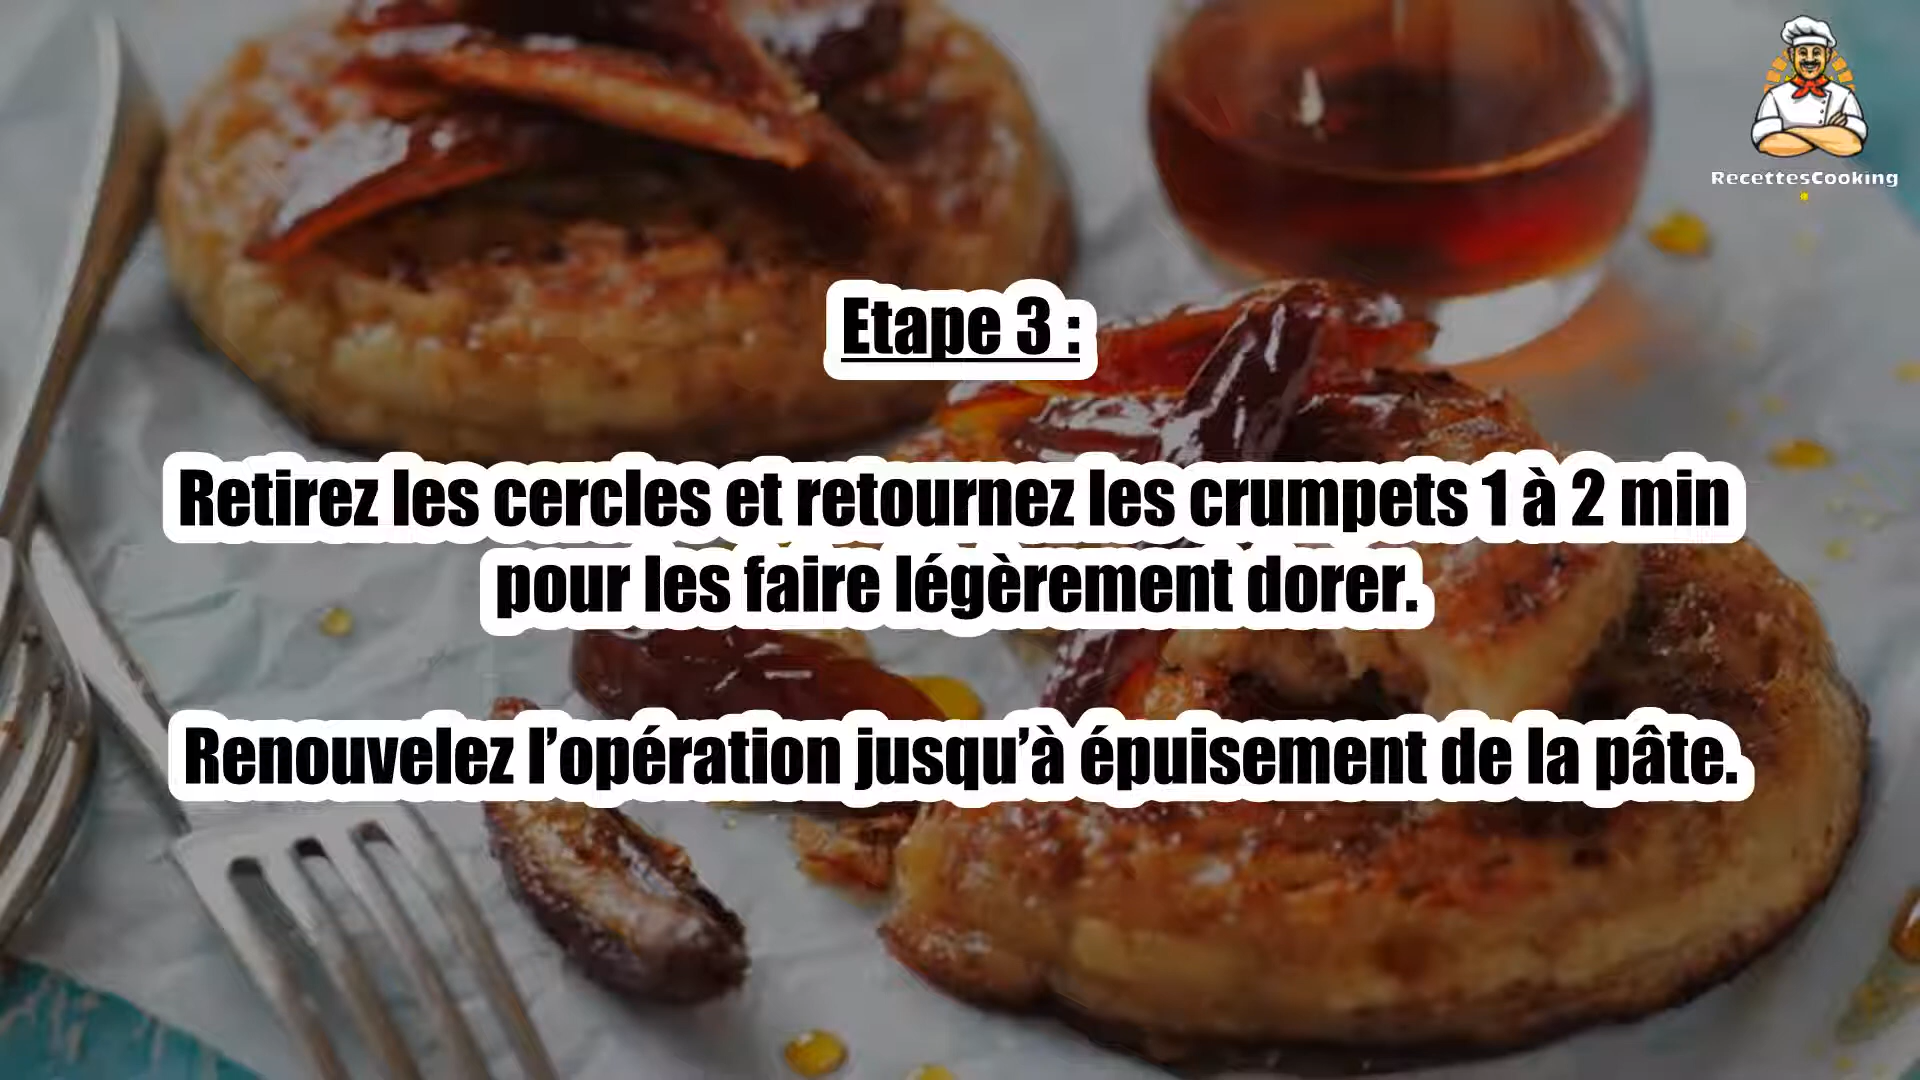 RecettesCooking
Etape 3 :
Retirez les cercles et retournez les crumpets 1 à 2 min
pour les faire légèrement dorer.
Renouvelez l’opération jusqu’à épuisement de la pâte.